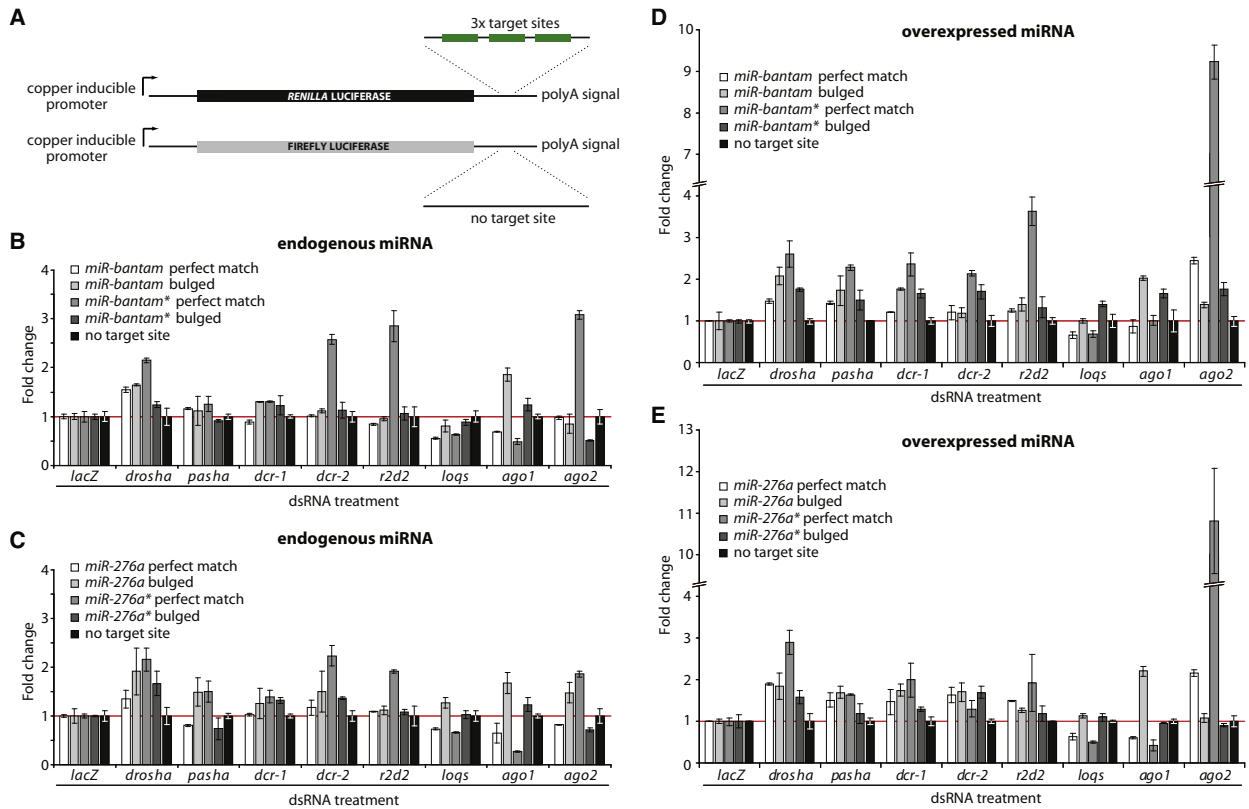 A
3x target sites
copper inducible
promoter
RENILLA LUCIFERASE
polyA signal
copper inducible
promoter
FIREFLY LUCIFERASE
polyA signal
no target site
B
endogenous miRNA
miR-bantam perfect match
miR-bantam bulged
miR-bantam* perfect match
miR-bantam* bulged
no target site
Fold change
4
3
2
1
0
lacZ drosha pasha dcr-1 dcr-2 r2d2 loqs ago1 ago2
dsRNA treatment
C
endogenous miRNA
miR-276a perfect match
miR-276a bulged
miR-276a* perfect match
miR-276a* bulged
no target site
Fold change
4
3
2
1
0
lacZ drosha pasha dcr-1 dcr-2 r2d2 loqs ago1 ago2
dsRNA treatment
D
overexpressed miRNA
miR-bantam perfect match
miR-bantam bulged
miR-bantam* perfect match
miR-bantam* bulged
no target site
Fold change
10
9
8
7
4
3
2
1
0
lacZ drosha pasha dcr-1 dcr-2 r2d2 loqs ago1 ago2
dsRNA treatment
E
overexpressed miRNA
miR-276a perfect match
miR-276a bulged
miR-276a* perfect match
miR-276a* bulged
no target site
Fold change
13
12
11
10
4
3
2
1
0
lacZ drosha pasha dcr-1 dcr-2 r2d2 loqs ago1 ago2
dsRNA treatment